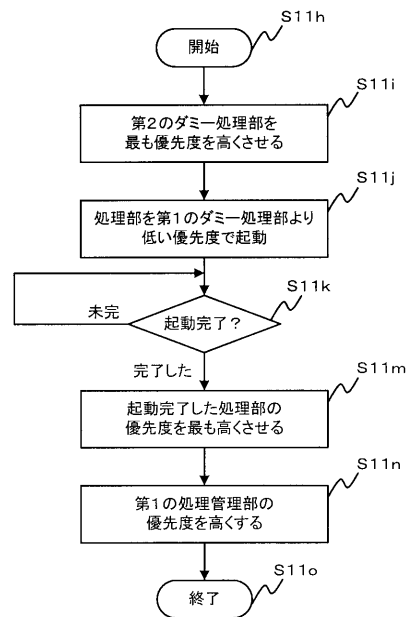 S11h
開始
S11i
第2のダミー処理部を
最も優先度を高くさせる
S11j
処理部を第1のダミー処理部より
低い優先度で起動
S11k
未完
起動完了?
完了した
S11m
起動完了した処理部の
優先度を最も高くさせる
S11n
第1の処理管理部の
優先度を高くする
S11o
終了